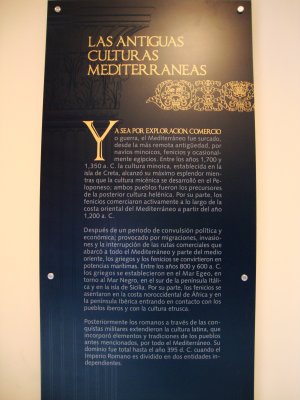 LAS ANTIGUAS
CULTURAS
MEDITERRANEAS
YA SEA POR EXPLORACION, COMERCIO
o guerra, el Mediterráneo fue surcado,
desde la más remota antigüedad, por
navíos minoicos, fenicios y ocasional-
mente egipcios. Entre los años 1,700 y
1,350 a. C. la cultura minoica, establecida en la
isla de Creta, alcanzó su máximo esplendor mien-
tras que la cultura micénica se desarrolló en el Pe-
loponeso; ambos pueblos fueron los precursores
de la posterior cultura helénica. Por su parte, los
fenicios comerciaron activamente a lo largo de la
costa oriental del Mediterráneo a partir del año
1,200 a. C.
Después de un periodo de convulsión política y
económica; provocado por migraciones, invasio-
nes y la interrupción de las rutas comerciales que
abarcó a todo el Mediterráneo y parte del medio
oriente, los griegos y los fenicios se convirtieron en
potencias marítimas. Entre los años 800 y 600 a. C.
los griegos se establecieron en el Mar Egeo, en
torno al Mar Negro, en el sur de la península Itáli-
ca y en la isla de Sicilia. Por su parte, los fenicios se
asentaron en la costa noroccidental de África y en
la península Ibérica entrando en contacto con los
pueblos iberos y con la cultura etrusca.
Posteriormente los romanos a través de las con-
quistas militares extendieron la cultura latina, que
incorporó elementos y tradiciones de los pueblos
antes mencionados, por todo el Mediterráneo. Su
dominio fue total hasta el año 395 d. C. cuando el
Imperio Romano es dividido en dos entidades in-
dependientes.